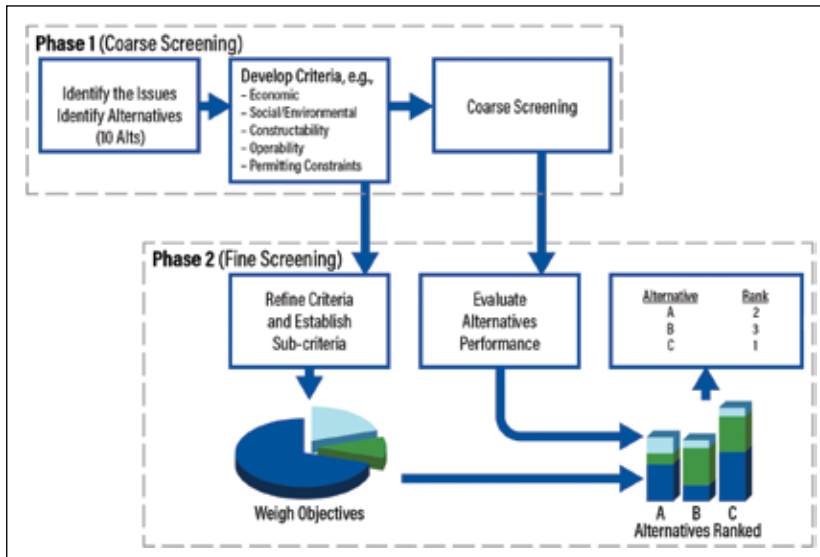 Phase 1 (Coarse Screening)
Identify the Issues
Identify Alternatives
(10 Alts)
Develop Criteria, e.g.,
– Economic
– Social/Environmental
– Constructability
– Operability
– Permitting Constraints
Coarse Screening
Phase 2 (Fine Screening)
Refine Criteria
and Establish
Sub-criteria
Evaluate
Alternatives
Performance
Alternative Rank
A 2
B 3
C 1
Weigh Objectives
A B C
Alternatives Ranked